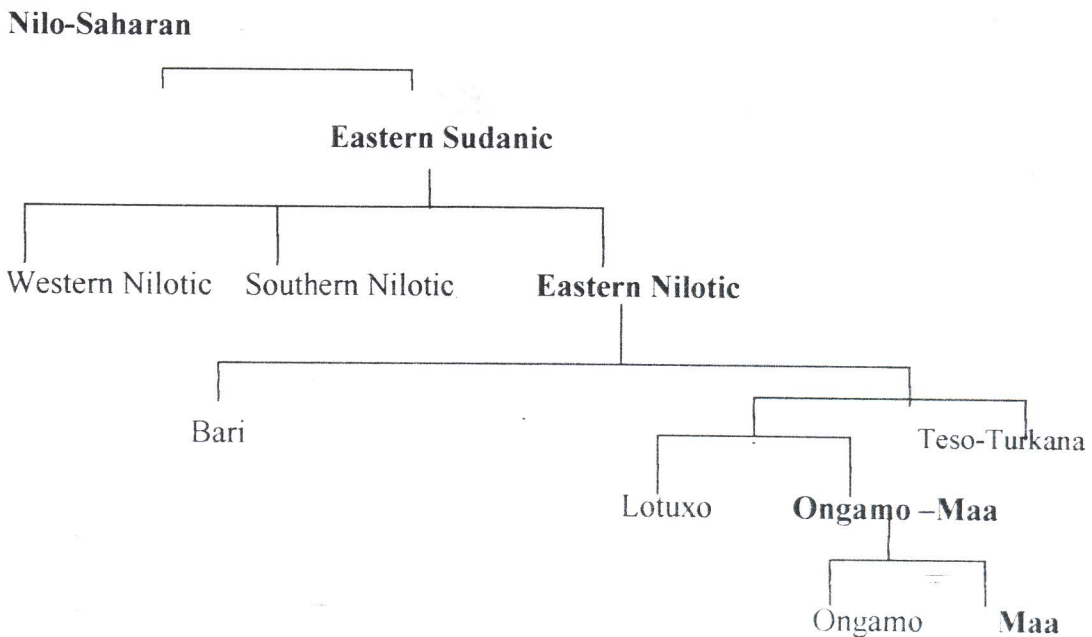 Nilo-Saharan
Eastern Sudanic
Western Nilotic Southern Nilotic Eastern Nilotic
Bari
Teso-Turkana
Lotuxo Ongamo –Maa
Ongamo Maa